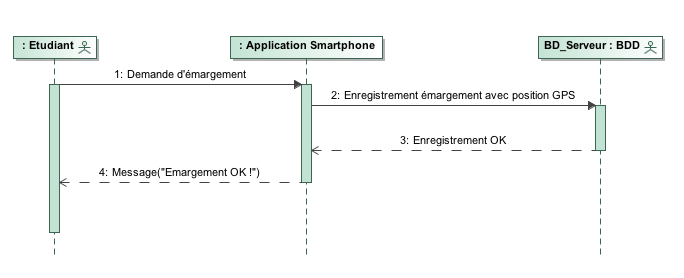 : Etudiant
: Application Smartphone
BD_Serveur : BDD
1: Demande d'émargement
2: Enregistrement émargement avec position GPS
3: Enregistrement OK
4: Message("Emargement OK !")